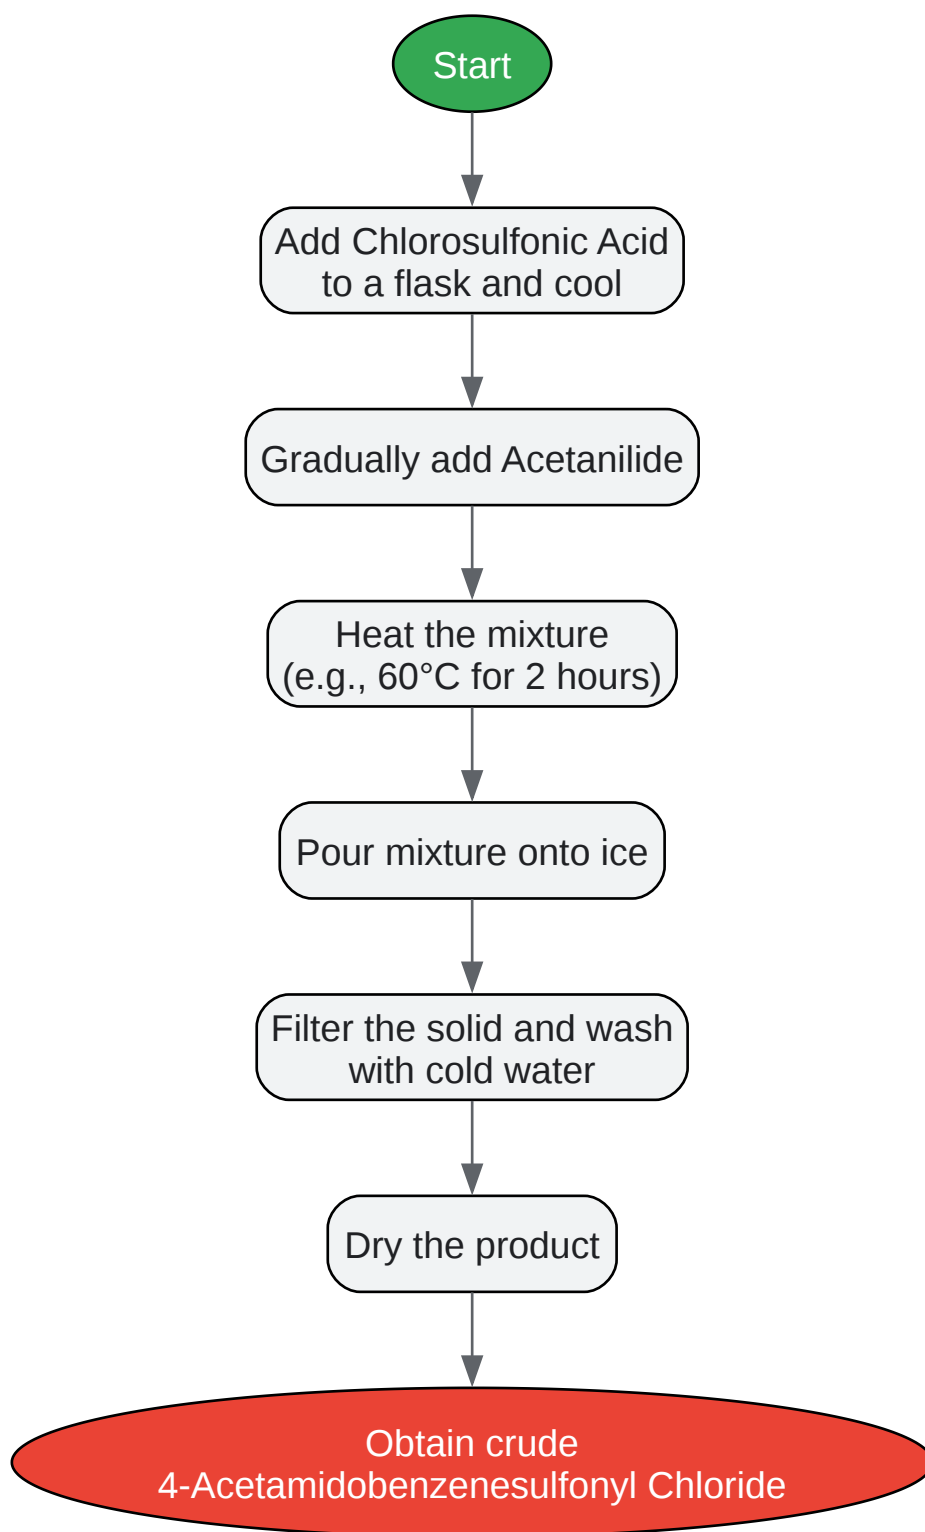 Start
Add Chlorosulfonic Acid
to a flask and cool
Gradually add Acetanilide
Heat the mixture
(e.g., 60°C for 2 hours)
Pour mixture onto ice
Filter the solid and wash
with cold water
Dry the product
Obtain crude
4-Acetamidobenzenesulfonyl Chloride